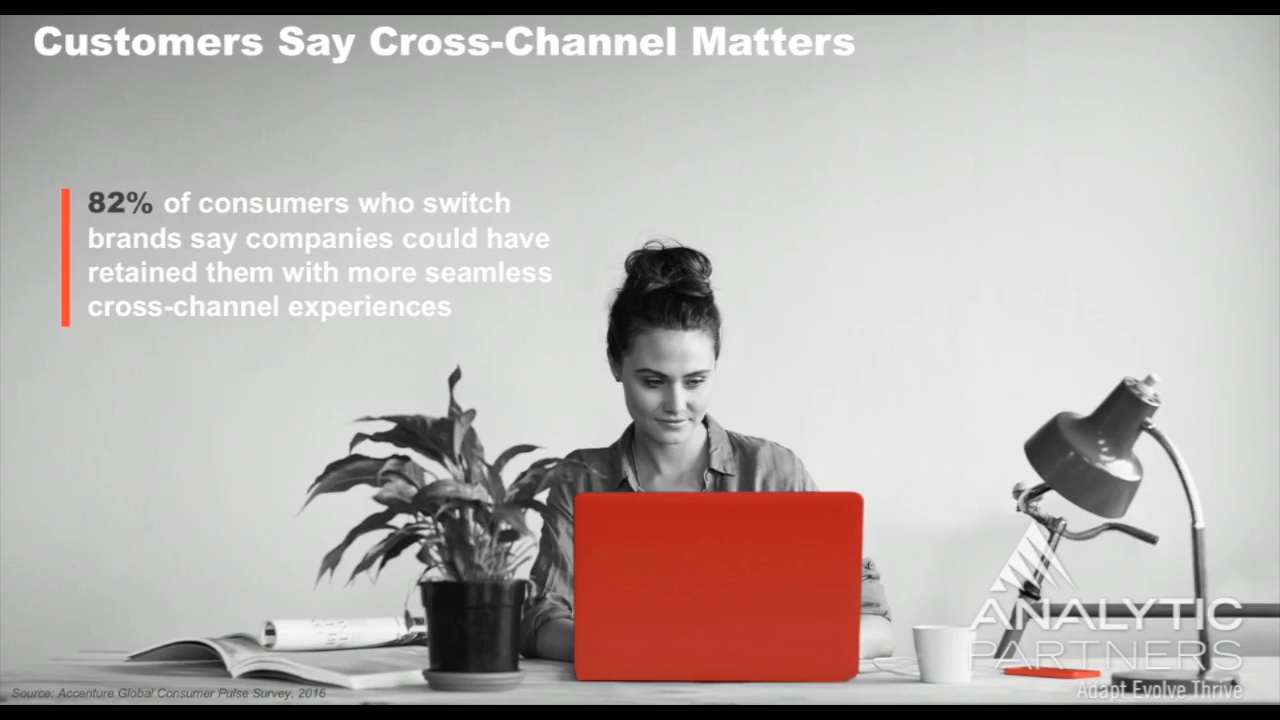 Customers Say Cross-Channel Matters
82% of consumers who switch
brands say companies could have
retained them with more seamless
cross-channel experiences
ANALYTIC
PARTNERS
Adapt Evolve Thrive
Source: Accenture Global Consumer Pulse Survey, 2016